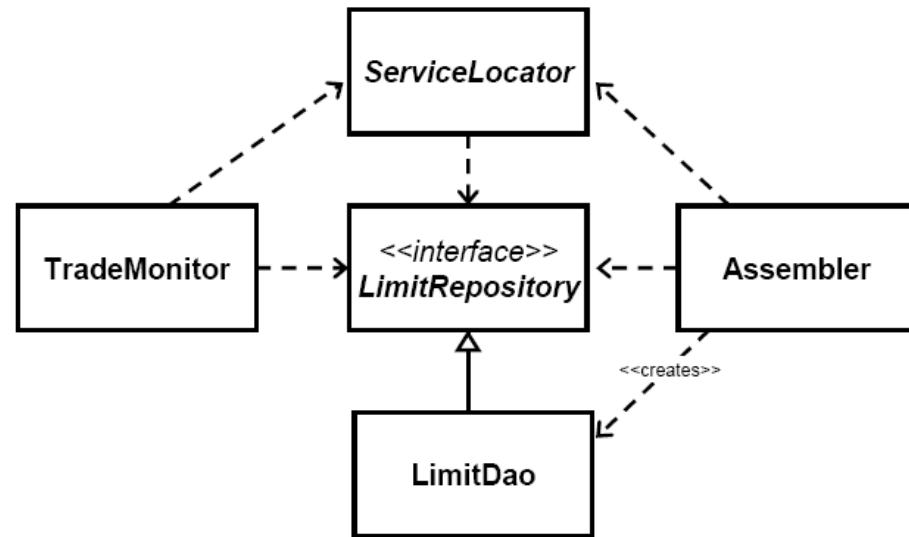 ServiceLocator
TradeMonitor
<<interface>>
LimitRepository
Assembler
<<creates>>
LimitDao